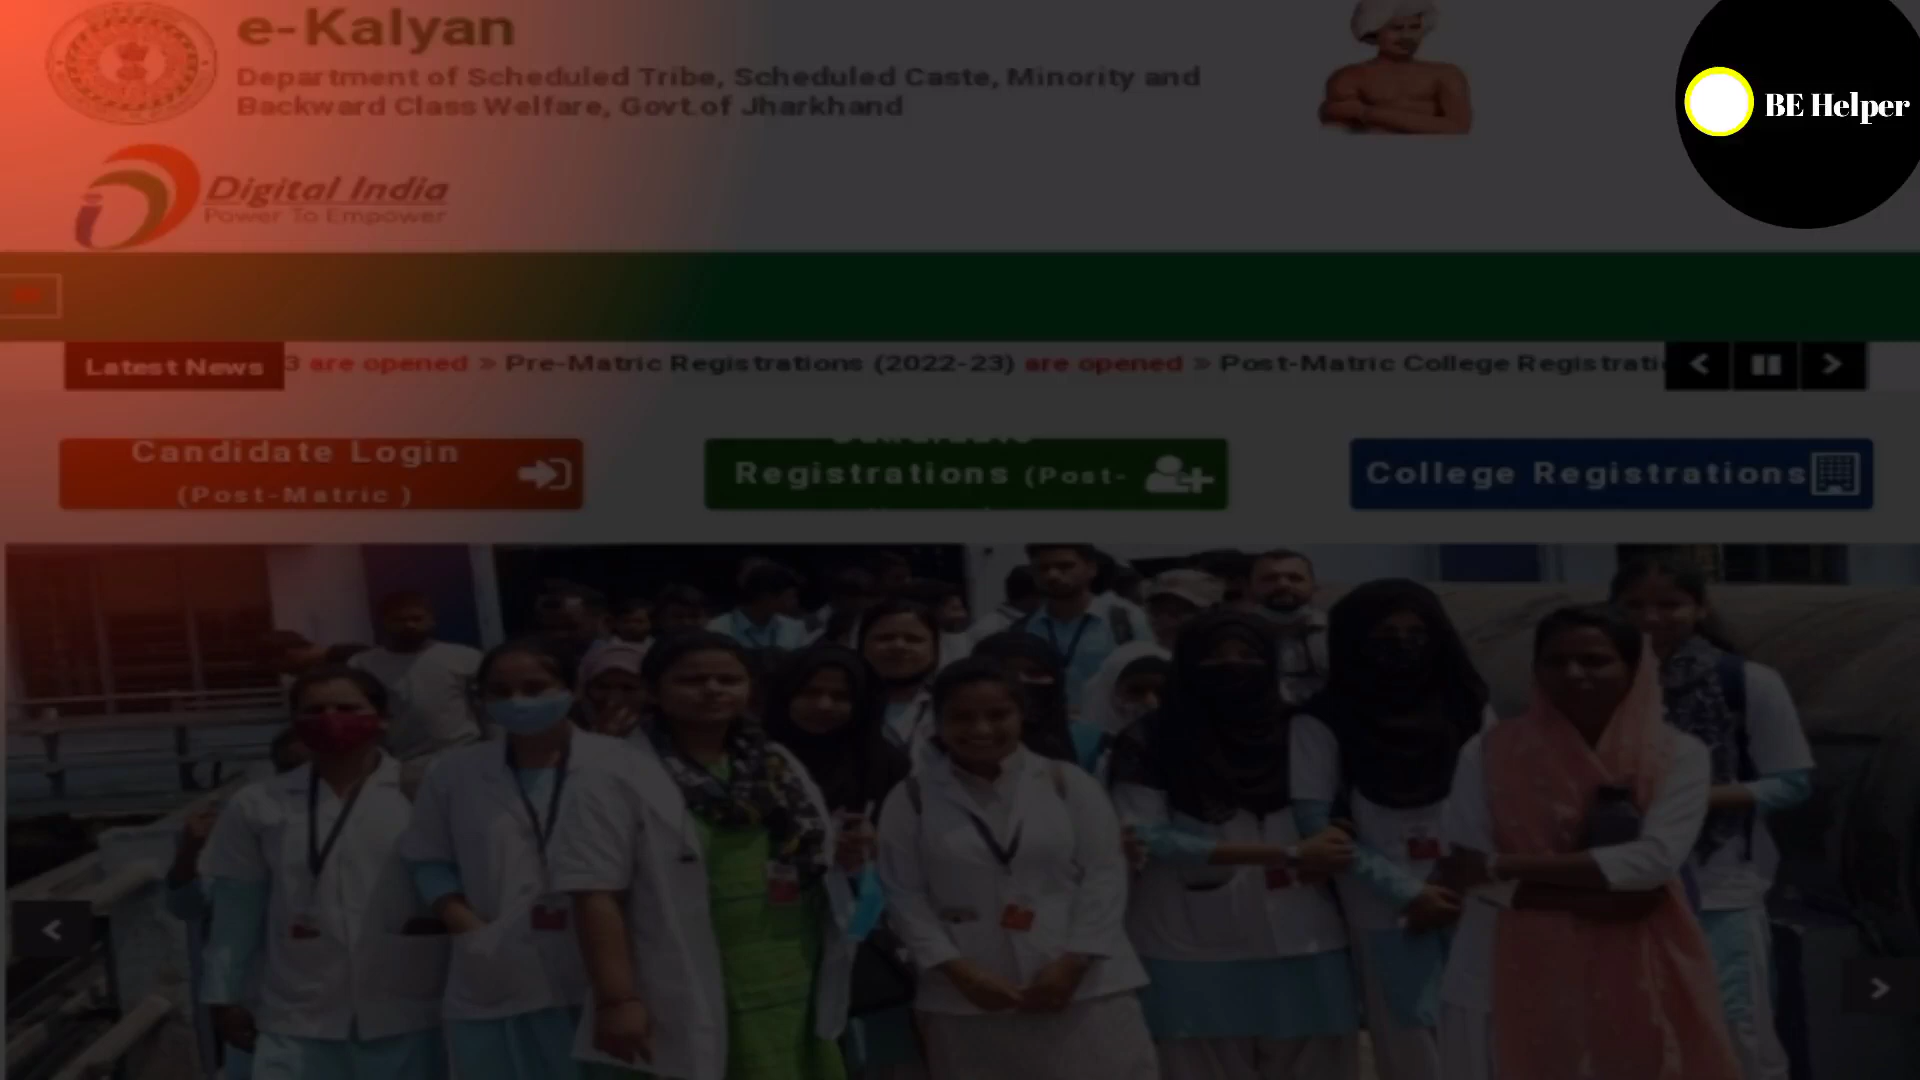 e-Kalyan
Department of Scheduled Tribe, Scheduled Caste, Minority and
Backward Class Welfare, Govt.of Jharkhand
BE Helper
Digital India
Power To Empower
Latest News
3 are opened » Pre-Matric Registrations (2022-23) are opened » Post-Matric College Registrati
Candidate Login
(Post-Matric )
Registrations (Post-
College Registrations